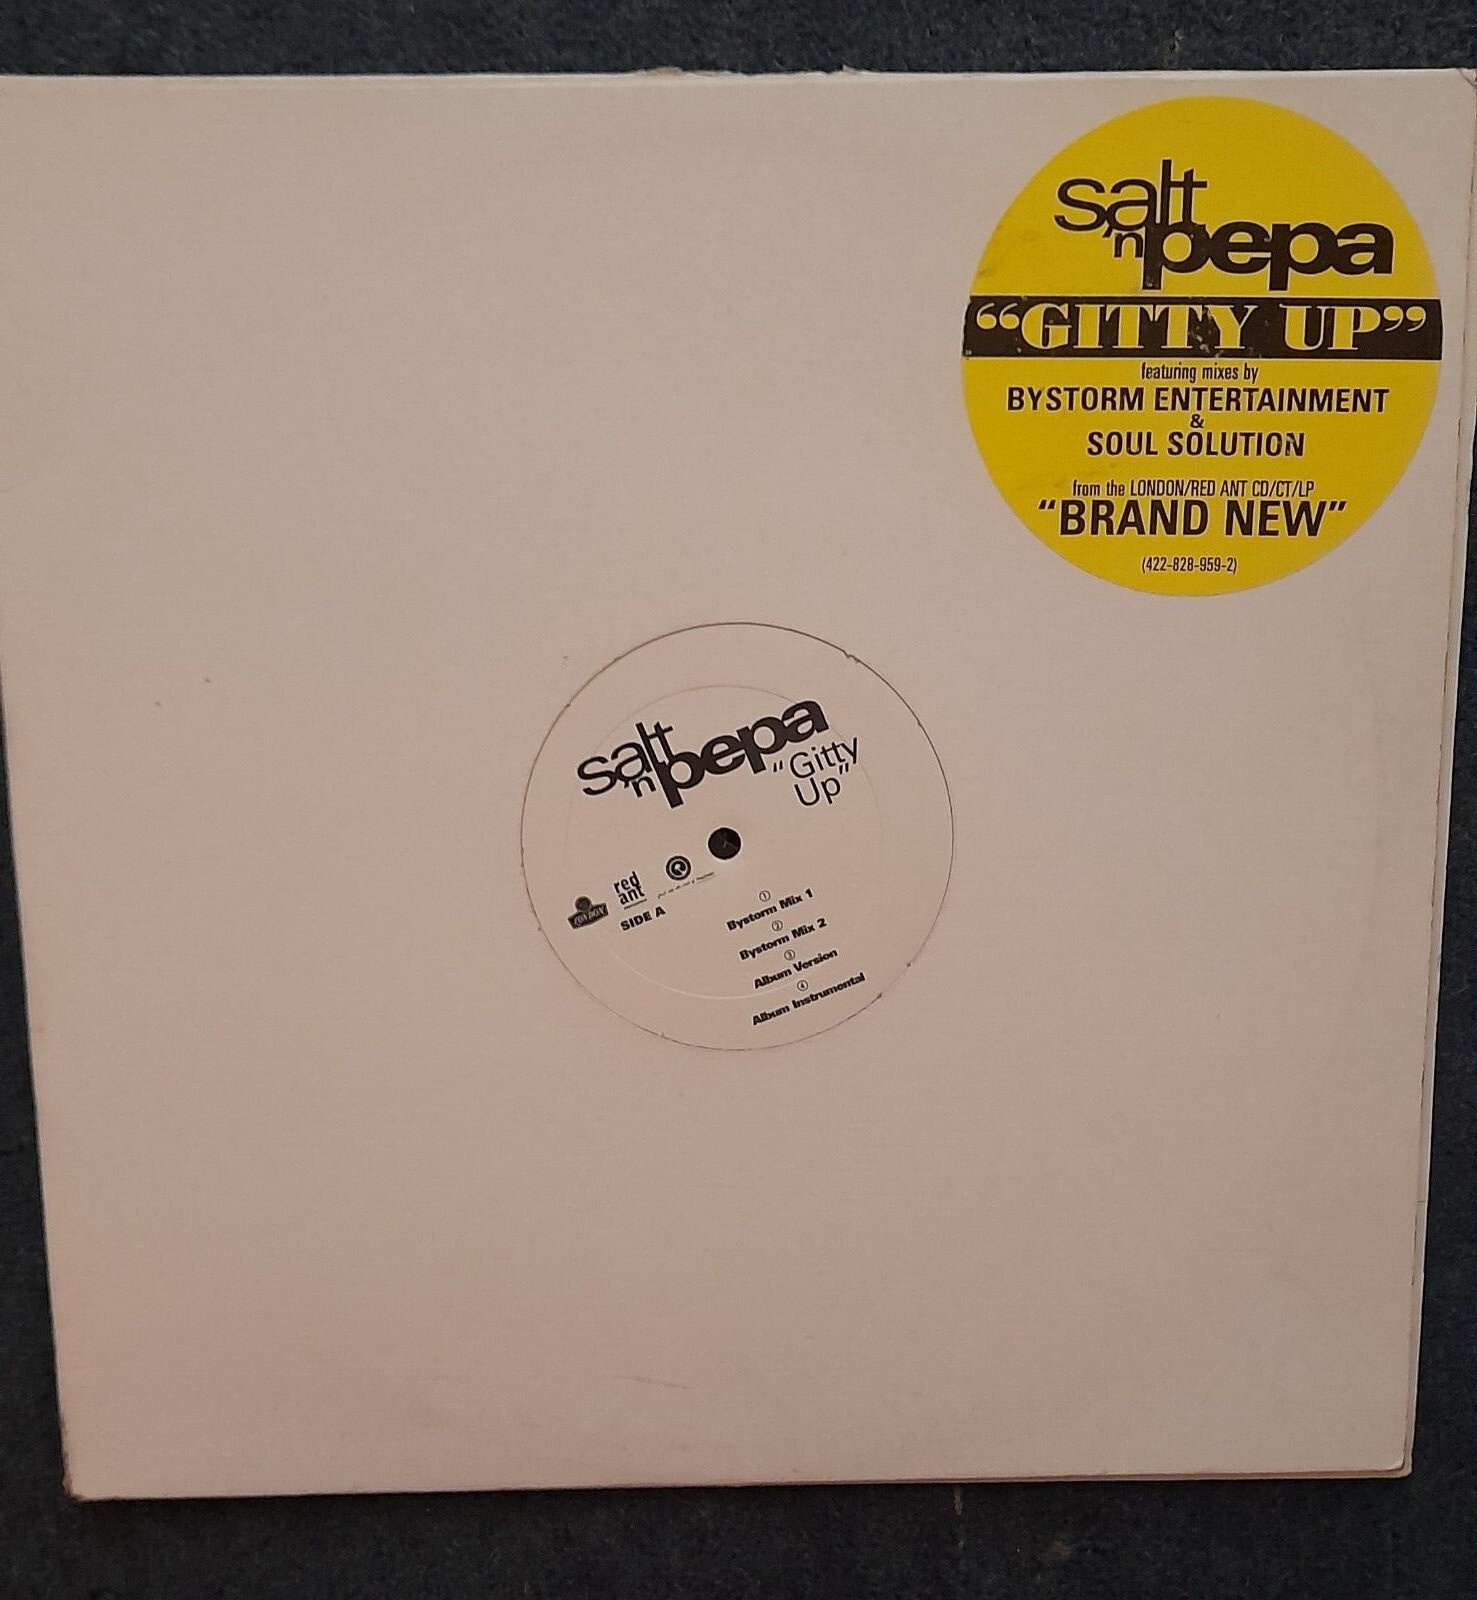 salt
'n pepa
“GITTY UP”
featuring mixes by
BYSTORM ENTERTAINMENT
&
SOUL SOLUTION
from the LONDON/RED ANT CD/CT/LP
"BRAND NEW"
(422-828-959-2)
salt
'n pepa
"Gitty
Up"
LONDON
red
ant
SIDE A
1
Bystorm Mix 1
2
Bystorm Mix 2
3
Album Version
4
Album Instrumental